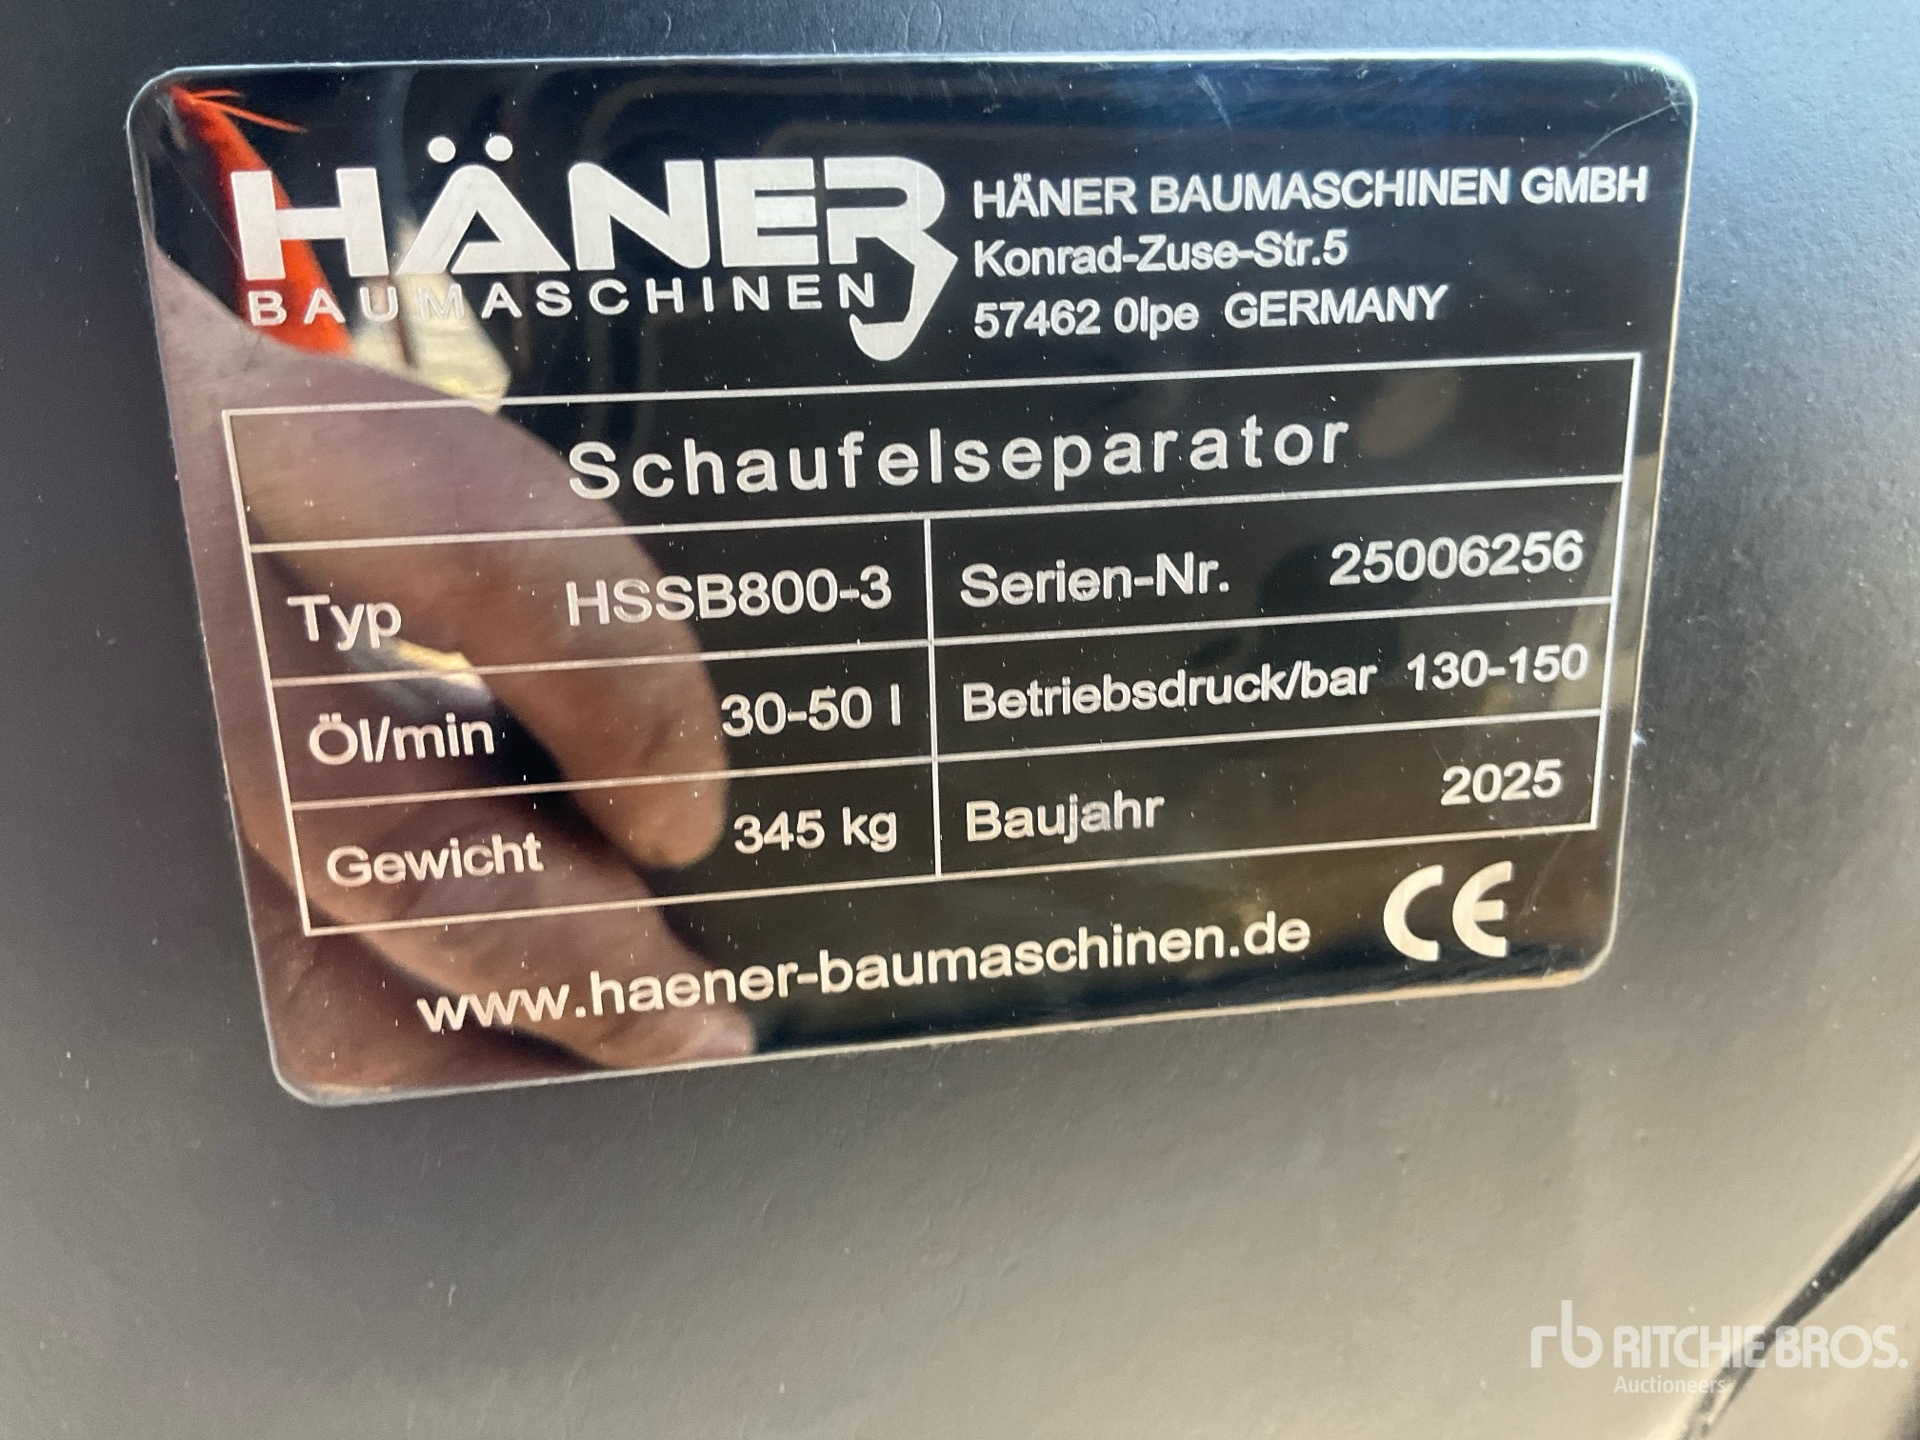 HÄNER
BAUMASCHINEN
HÄNER BAUMASCHINEN GMBH
Konrad-Zuse-Str.5
57462 Olpe GERMANY
Schaufelseparator
Typ HSSB800-3
Serien-Nr. 25006256
Öl/min 30-50 l
Betriebsdruck/bar 130-150
Gewicht 345 kg
Baujahr 2025
www.haener-baumaschinen.de CE
rb RITCHIE BROS.
Auctioneers